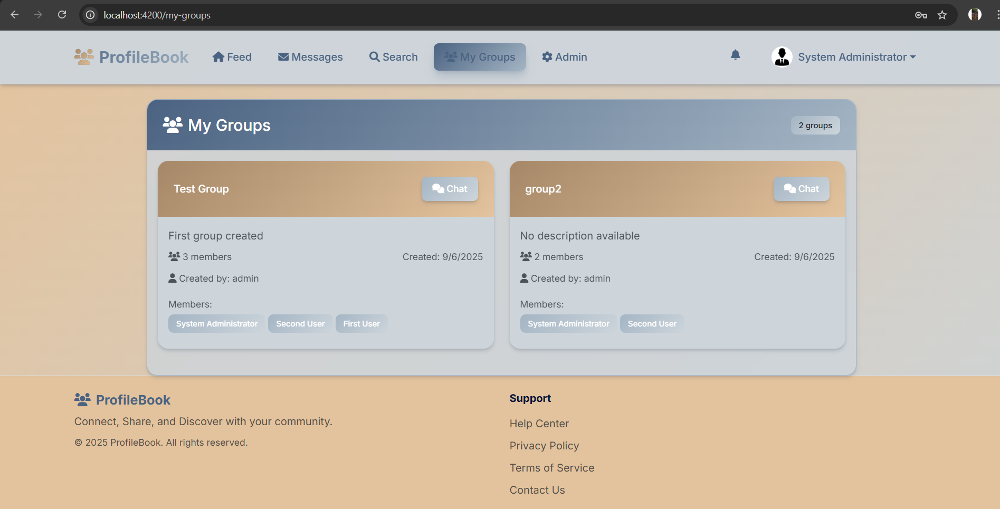 localhost:4200/my-groups
ProfileBook Feed Messages Search My Groups Admin System Administrator
My Groups 2 groups
Test Group Chat
First group created
3 members Created: 9/6/2025
Created by: admin
Members:
System Administrator Second User First User
group2 Chat
No description available
2 members Created: 9/6/2025
Created by: admin
Members:
System Administrator Second User
ProfileBook
Connect, Share, and Discover with your community.
© 2025 ProfileBook. All rights reserved.
Support
Help Center
Privacy Policy
Terms of Service
Contact Us